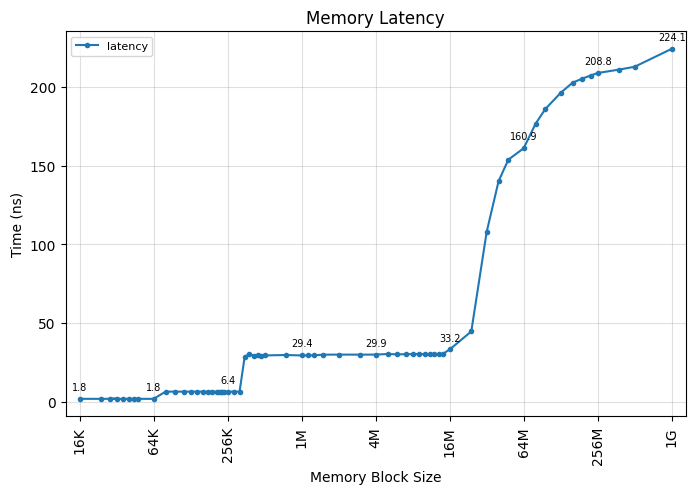 Memory Latency
latency
224.1
208.8
200
160.9
150
100
50
33.2
29.4
29.9
6.4
1.8
1.8
0
Time (ns)
16K
64K
256K
1M
4M
16M
64M
256M
1G
Memory Block Size